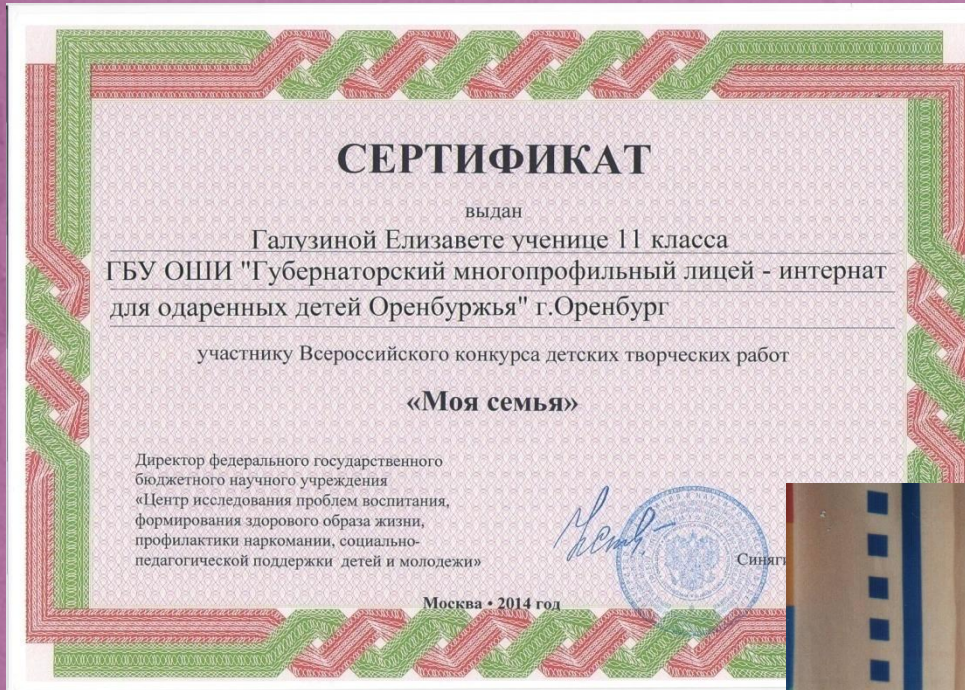 СЕРТИФИКАТ
выдан
Галузиной Елизавете ученице 11 класса
ГБУ ОШИ "Губернаторский многопрофильный лицей - интернат
для одаренных детей Оренбуржья" г.Оренбург
участнику Всероссийского конкурса детских творческих работ
«Моя семья»
Директор федерального государственного
бюджетного научного учреждения
«Центр исследования проблем воспитания,
формирования здорового образа жизни,
профилактики наркомании, социально-
педагогической поддержки детей и молодежи»
Москва • 2014 год